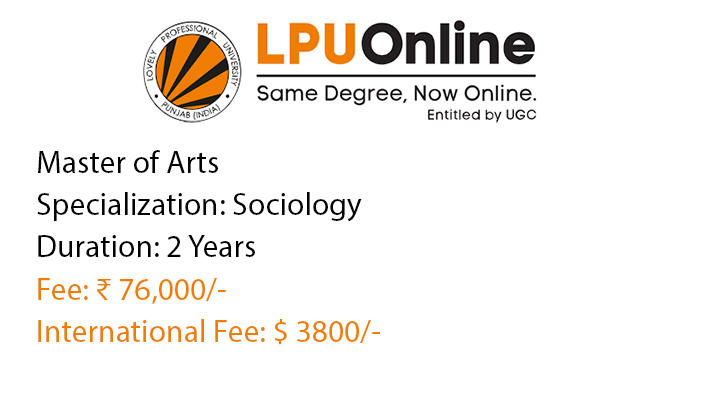 LOVELY PROFESSIONAL UNIVERSITY
• PUNJAB (INDIA) •
LPUOnline
Same Degree, Now Online.
Entitled by UGC
Master of Arts
Specialization: Sociology
Duration: 2 Years
Fee: ₹ 76,000/-
International Fee: $ 3800/-